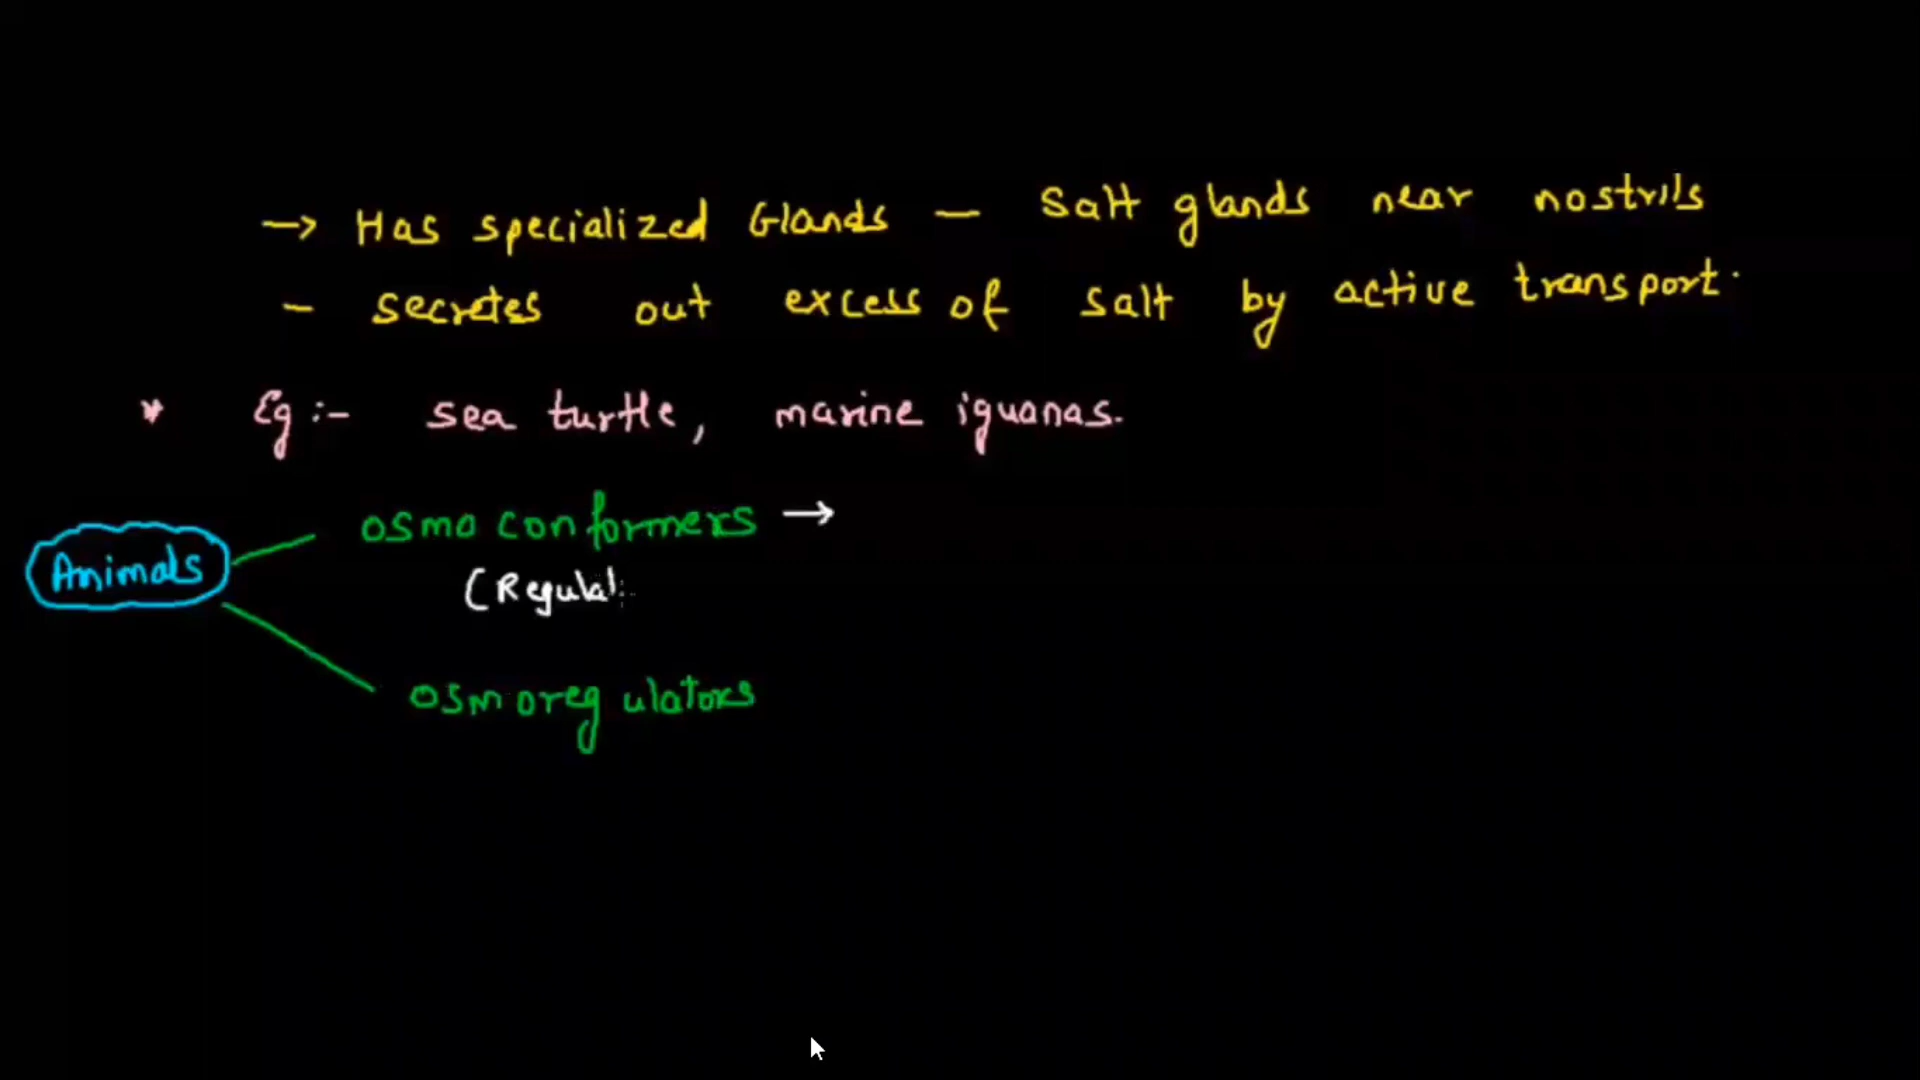 → Has specialized Glands — Salt glands near nostrils
- secretes out excess of salt by active transport.
* Eg :- sea turtle, marine iguanas.
osmo conformers →
Animals
(Regulat
osmoregulators